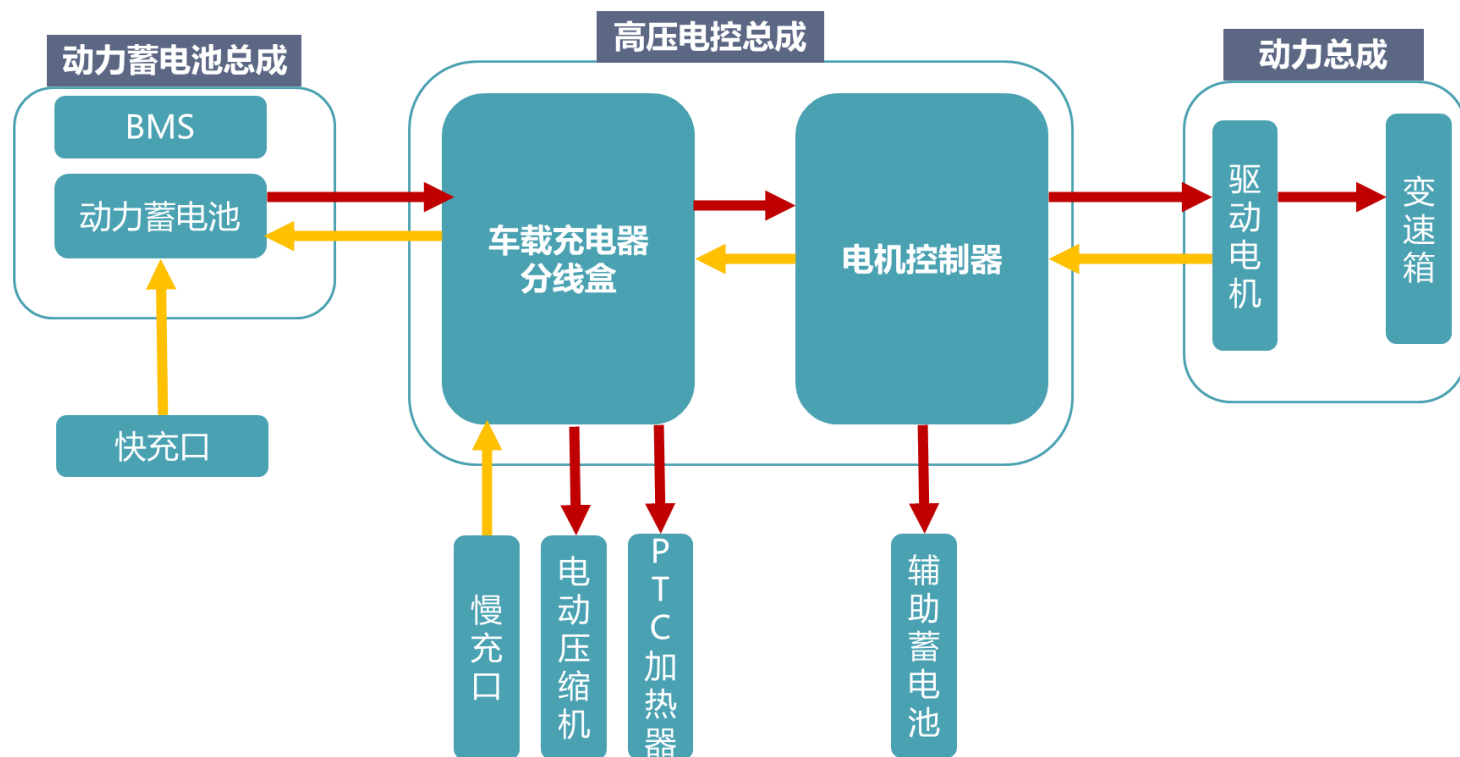 动力蓄电池总成
高压电控总成
动力总成
BMS
动力蓄电池
车载充电器
分线盒
电机控制器
驱动电机
变速箱
快充口
慢充口
电动压缩机
PTC加热器
辅助蓄电池